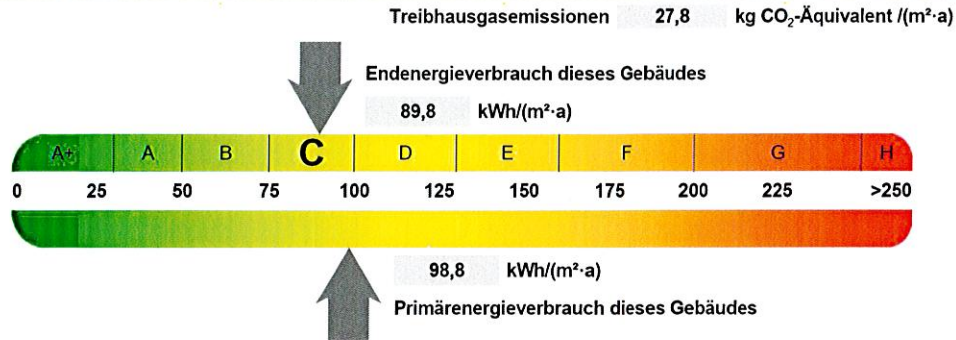 Treibhausgasemissionen 27,8 kg CO₂-Äquivalent /(m²·a)
Endenergieverbrauch dieses Gebäudes
89,8 kWh/(m²·a)
A+ A B C D E F G H
0 25 50 75 100 125 150 175 200 225 >250
98,8 kWh/(m²·a)
Primärenergieverbrauch dieses Gebäudes